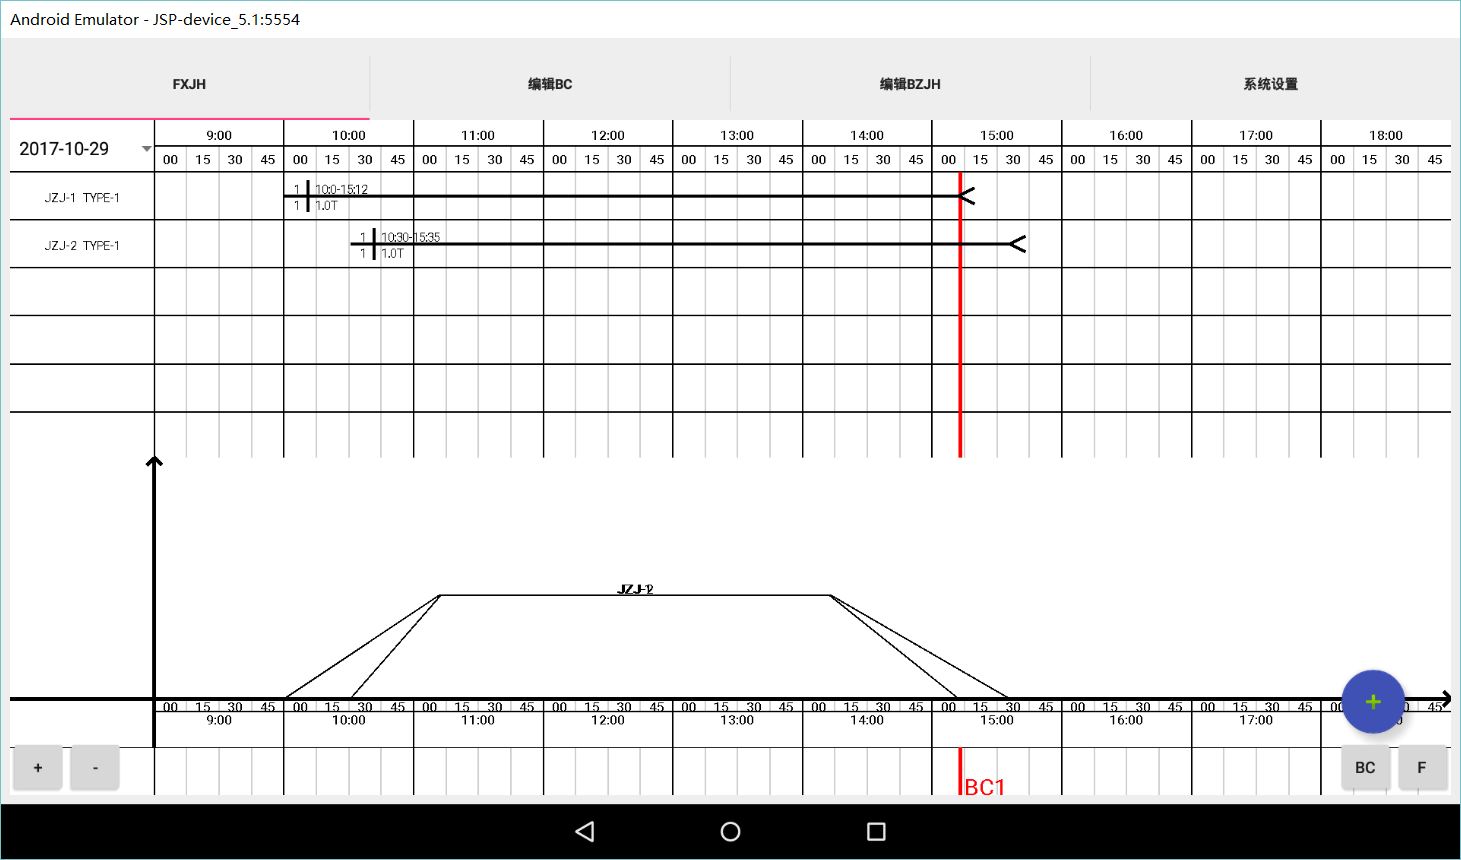 Android Emulator - JSP-device_5.1:5554
FXJH 编辑BC 编辑BZJH 系统设置
9:00 10:00 11:00 12:00 13:00 14:00 15:00 16:00 17:00 18:00
2017-10-29
00 15 30 45 00 15 30 45 00 15 30 45 00 15 30 45 00 15 30 45 00 15 30 45 00 15 30 45 00 15 30 45 00 15 30 45 00 15 30 45
1 10:0-15:12
JZJ-1 TYPE-1
1 1.0T
1 10:30-15:35
JZJ-2 TYPE-1
1 1.0T
00 15 30 45 00 15 30 45 00 15 30 45 00 15 30 45 00 15 30 45 00 15 30 45 00 15 30 45 00 15 30 45 00 15 30 45 45
9:00 10:00 11:00 12:00 13:00 14:00 15:00 16:00 17:00
+ - BC F
BC1